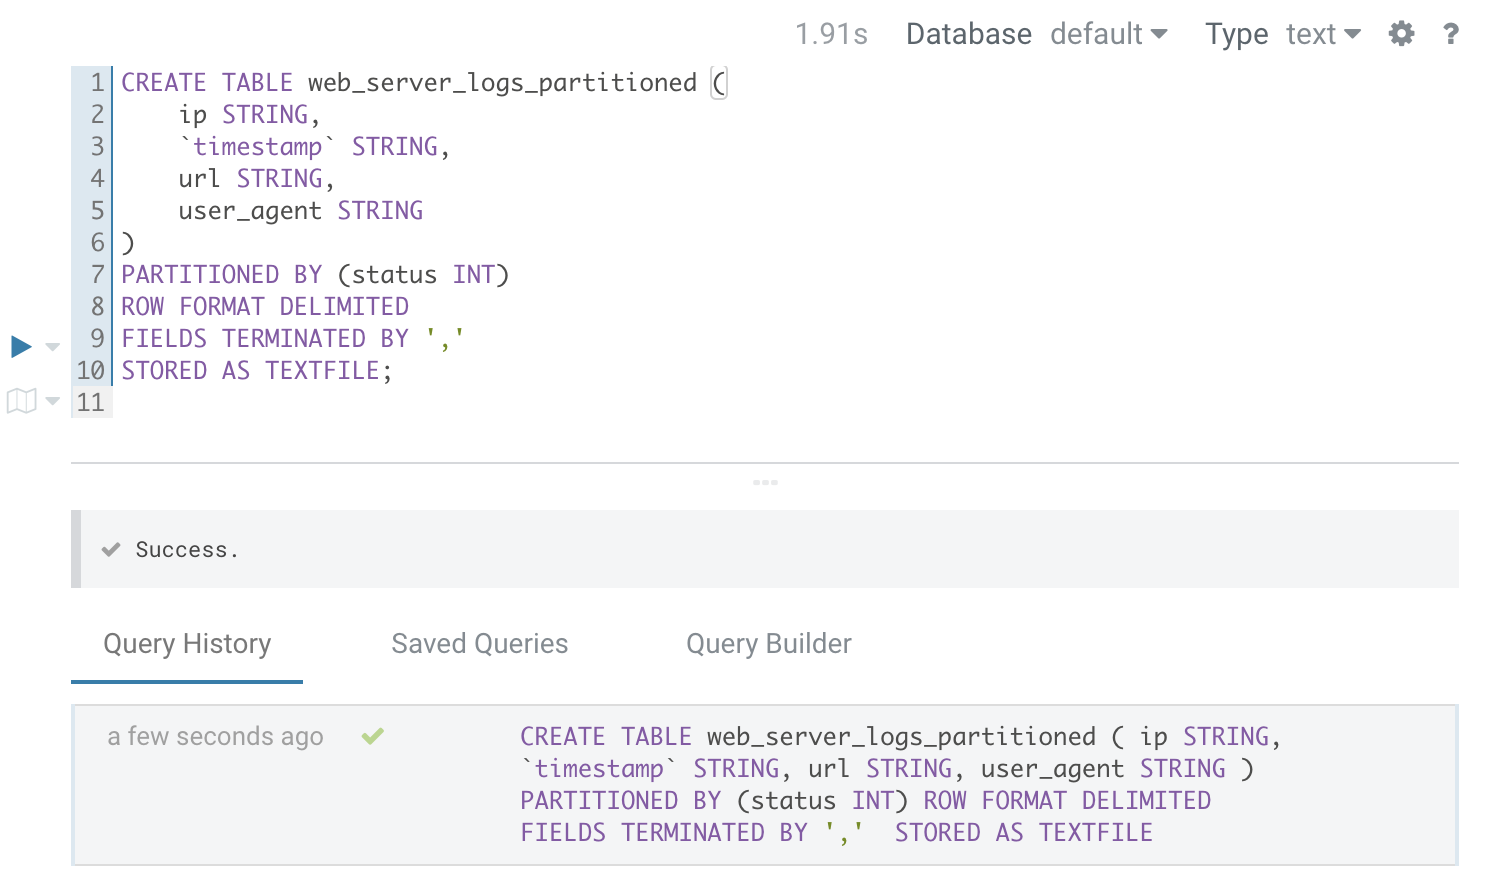 1.91s Database default Type text ?
1 CREATE TABLE web_server_logs_partitioned (
2     ip STRING,
3     `timestamp` STRING,
4     url STRING,
5     user_agent STRING
6 )
7 PARTITIONED BY (status INT)
8 ROW FORMAT DELIMITED
9 FIELDS TERMINATED BY ','
10 STORED AS TEXTFILE;
11
Success.
Query History Saved Queries Query Builder
a few seconds ago CREATE TABLE web_server_logs_partitioned ( ip STRING,
`timestamp` STRING, url STRING, user_agent STRING )
PARTITIONED BY (status INT) ROW FORMAT DELIMITED
FIELDS TERMINATED BY ','  STORED AS TEXTFILE